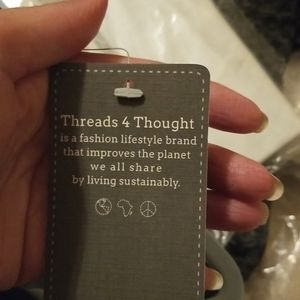 Threads 4 Thought
is a fashion lifestyle brand
that improves the planet
we all share
by living sustainably.